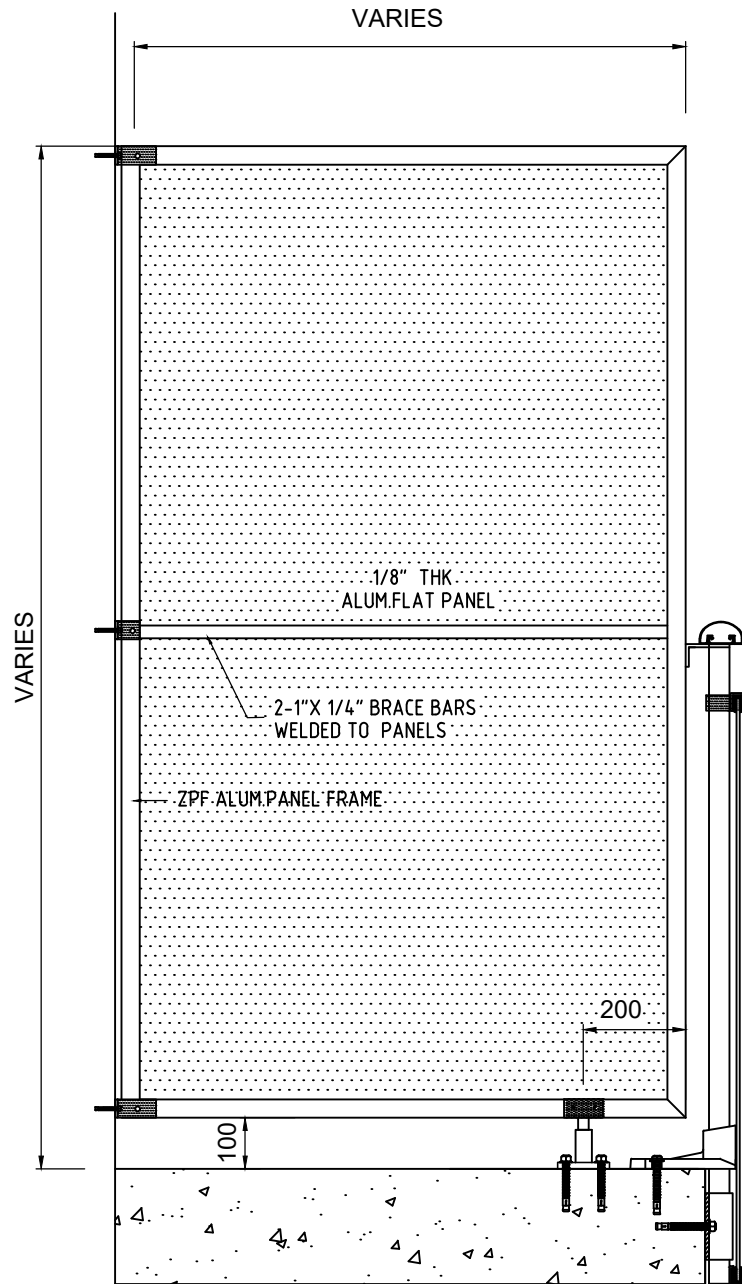 VARIES
1/8" THK
ALUM.FLAT PANEL
VARIES
2-1"X 1/4" BRACE BARS
WELDED TO PANELS
ZPF ALUM.PANEL FRAME
200
100